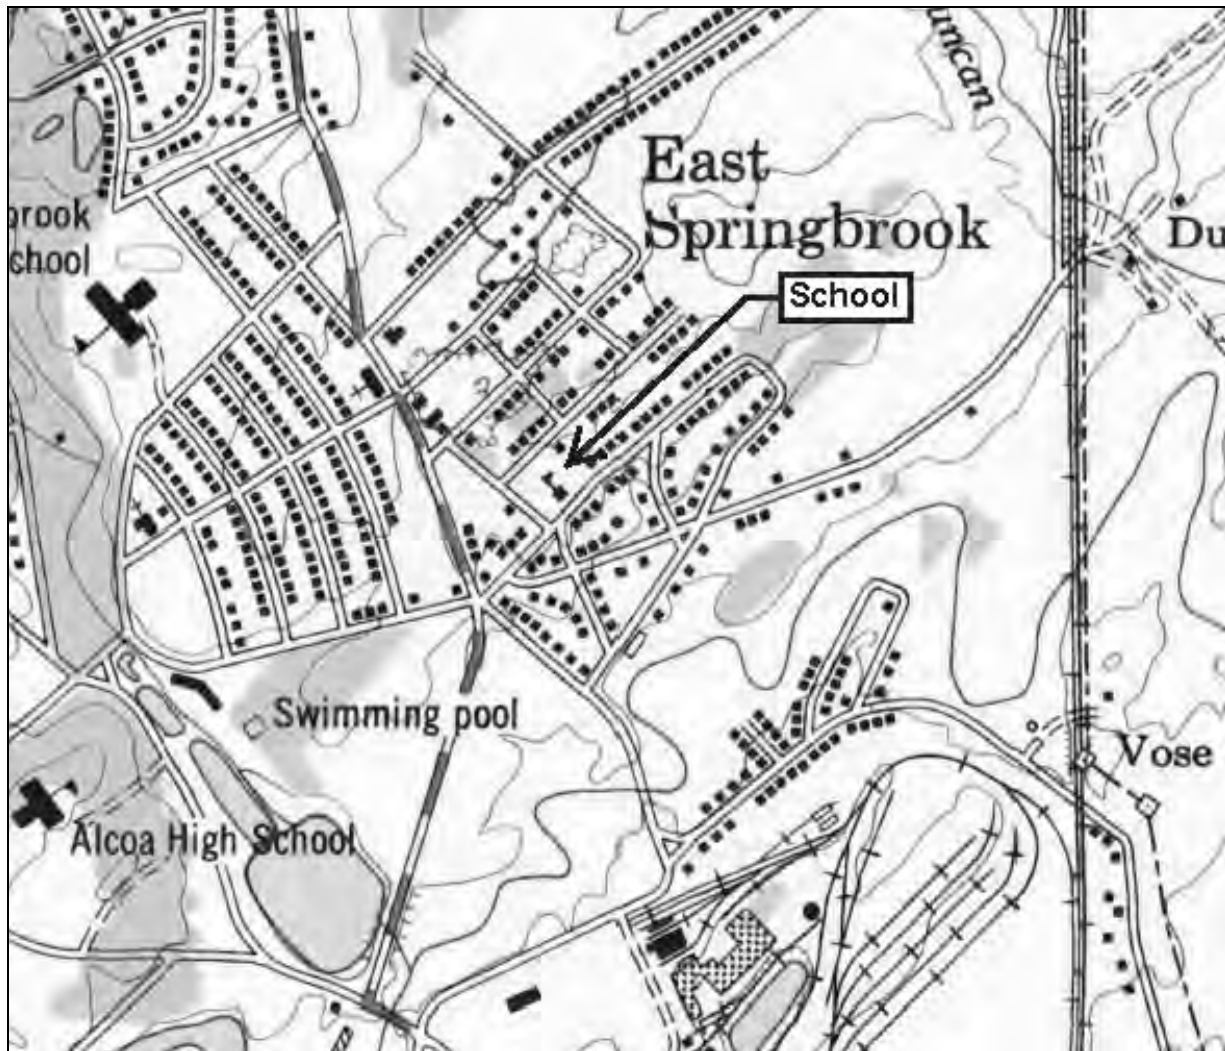 uncan
East
Springbrook
brook
chool
Du
School
Swimming pool
Vose
Alcoa High School